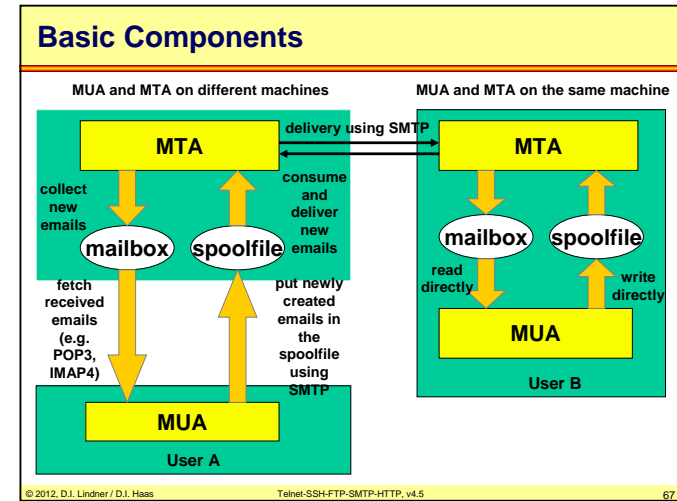 Basic Components
MUA and MTA on different machines
MUA and MTA on the same machine
MTA
delivery using SMTP
MTA
collect
new
emails
consume
and
deliver
new
emails
mailbox
spoolfile
mailbox
spoolfile
fetch
received
emails
(e.g.
POP3,
IMAP4)
put newly
created
emails in
the
spoolfile
using
SMTP
read
directly
write
directly
MUA
User B
MUA
User A
© 2012, D.I. Lindner / D.I. Haas
Telnet-SSH-FTP-SMTP-HTTP, v4.5
67